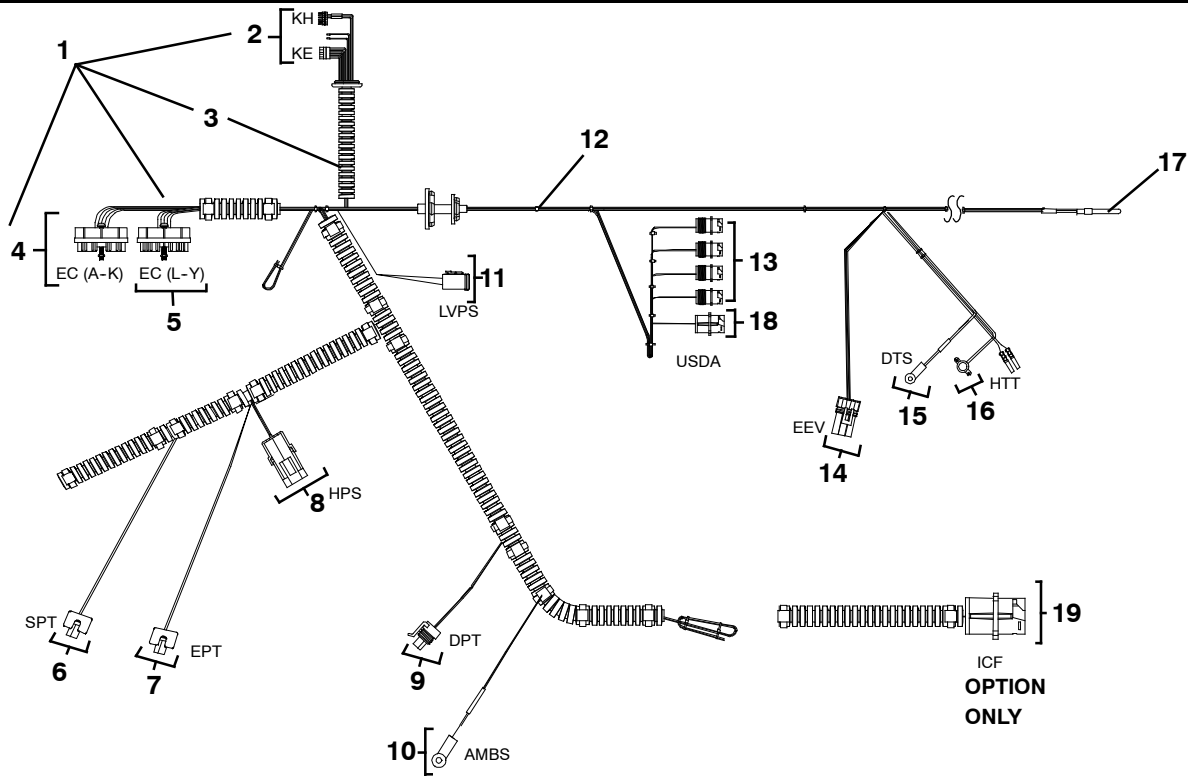 KH
1
2
KE
3
12
17
4
EC (A-K) EC (L-Y)
11
LVPS
13
5
18
USDA
DTS
HTT
15
16
EEV
14
8
HPS
SPT
EPT
6
7
DPT
9
19
ICF
OPTION
ONLY
10
AMBS